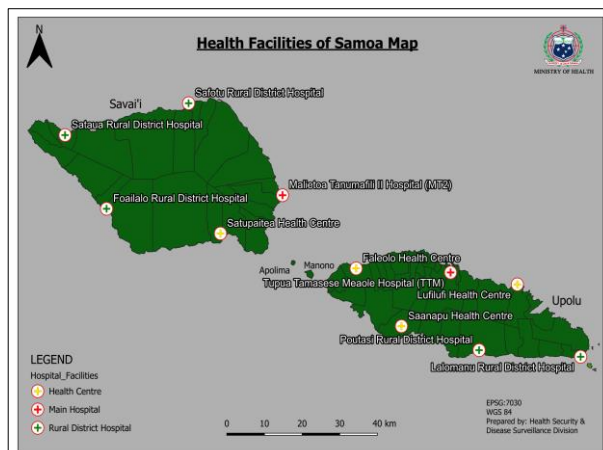 Health Facilities of Samoa Map
MINISTRY OF HEALTH
Savai'i
Safotu Rural District Hospital
Sataua Rural District Hospital
Malietoa Tanumafili II Hospital (MT2)
Foailalo Rural District Hospital
Satupaitea Health Centre
Apolima
Manono
Faleolo Health Centre
Tupua Tamasese Meaole Hospital (TTM)
Lufilufi Health Centre
Upolu
Saanapu Health Centre
Poutasi Rural District Hospital
Lalomanu Rural District Hospital
LEGEND
Hospital_Facilities
Health Centre
Main Hospital
Rural District Hospital
0 10 20 30 40 km
EPSG:7030
WGS 84
Prepared by: Health Security &
Disease Surveillance Division